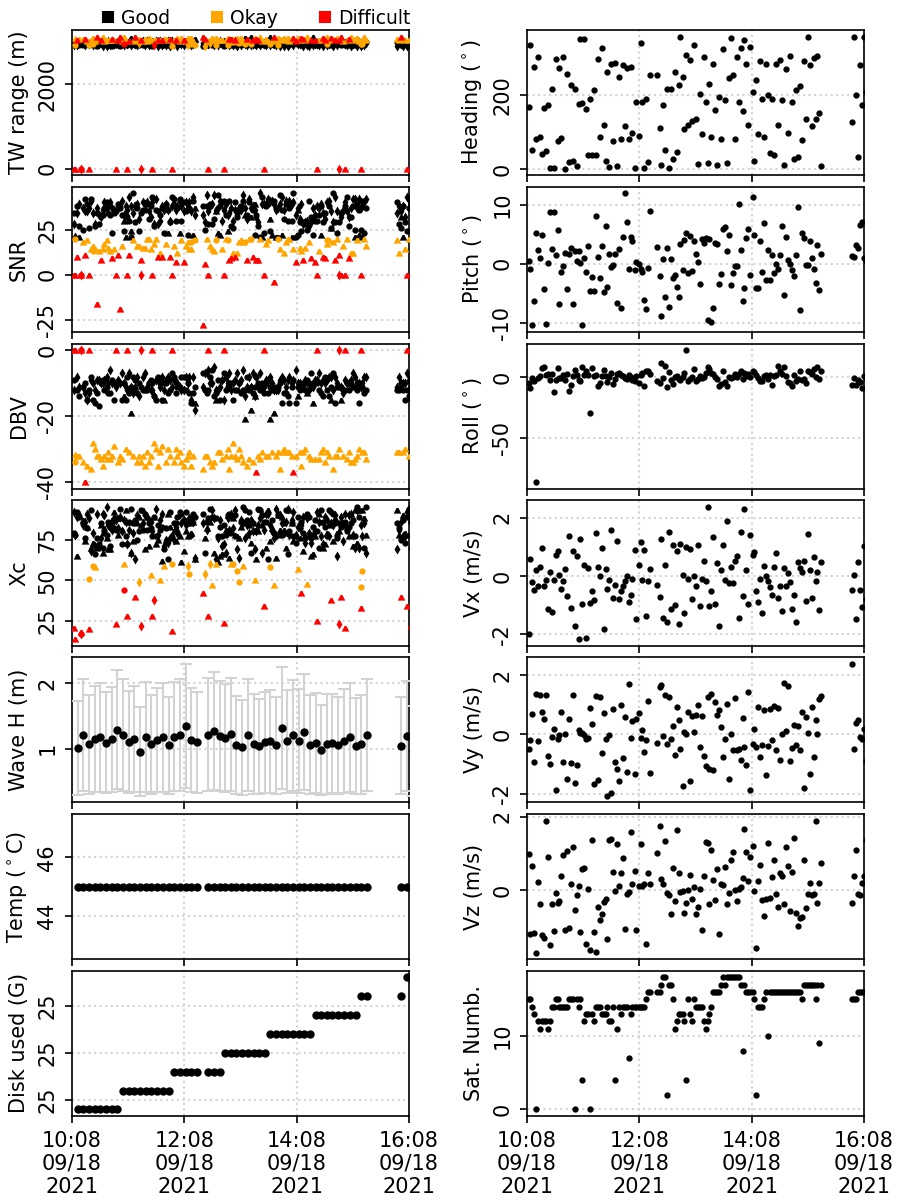 Good Okay Difficult
TW range (m)
2000
0
SNR
25
0
-25
DBV
0
-20
-40
Xc
75
50
25
Wave H (m)
2
1
Temp (°C)
46
44
Disk used (G)
25
25
25
10:08 12:08 14:08 16:08
09/18 09/18 09/18 09/18
2021 2021 2021 2021
Heading (°)
200
0
Pitch (°)
10
0
-10
Roll (°)
0
-50
Vx (m/s)
2
0
-2
Vy (m/s)
2
0
-2
Vz (m/s)
2
0
Sat. Numb.
10
0
10:08 12:08 14:08 16:08
09/18 09/18 09/18 09/18
2021 2021 2021 2021